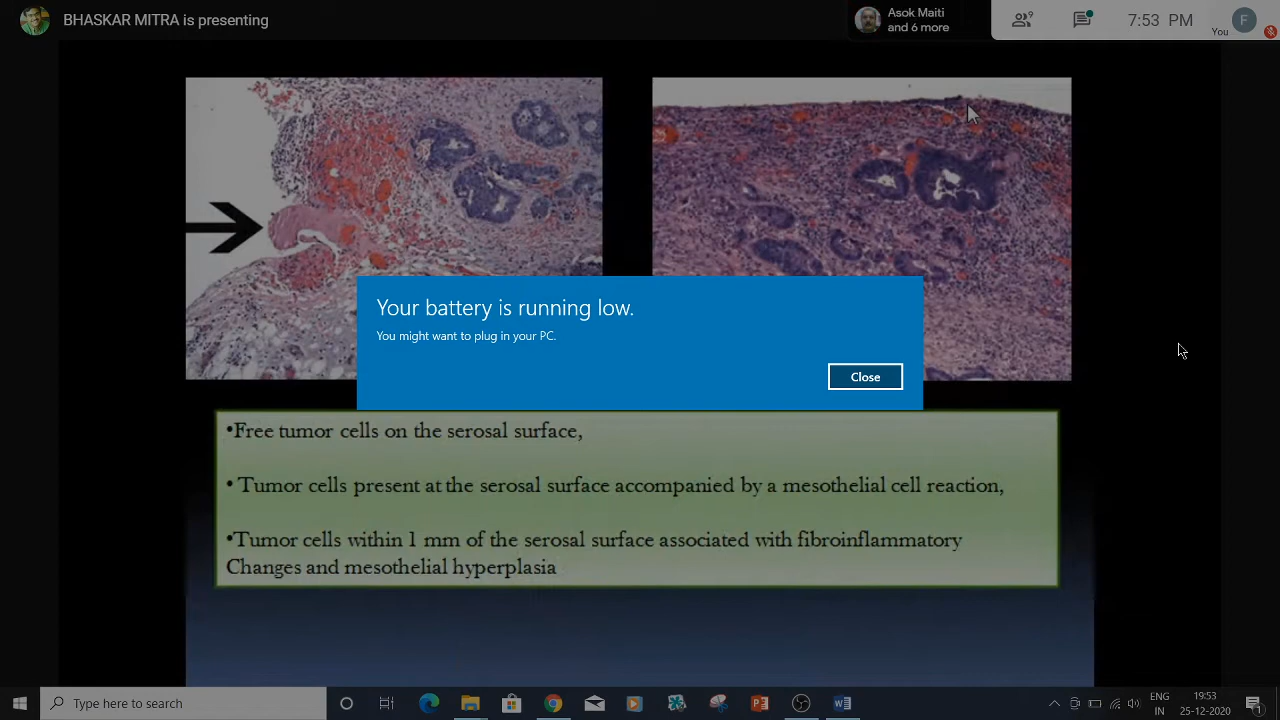 BHASKAR MITRA is presenting
Asok Maiti
and 6 more
9
7:53 PM
You
F
Your battery is running low.
You might want to plug in your PC.
Close
•Free tumor cells on the serosal surface,
• Tumor cells present at the serosal surface accompanied by a mesothelial cell reaction,
•Tumor cells within 1 mm of the serosal surface associated with fibroinflammatory
Changes and mesothelial hyperplasia
Type here to search
ENG
IN
19:53
25-12-2020
1